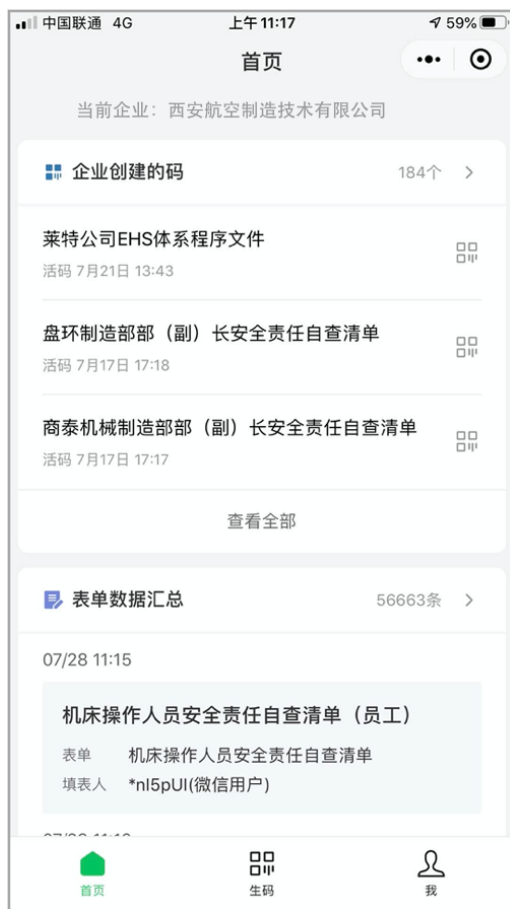 中国联通 4G 上午11:17 59%
首页
当前企业：西安航空制造技术有限公司
企业创建的码 184个
莱特公司EHS体系程序文件
活码 7月21日 13:43
盘环制造部部（副）长安全责任自查清单
活码 7月17日 17:18
商泰机械制造部部（副）长安全责任自查清单
活码 7月17日 17:17
查看全部
表单数据汇总 56663条
07/28 11:15
机床操作人员安全责任自查清单（员工）
表单 机床操作人员安全责任自查清单
填表人 *nl5pUI(微信用户)
首页 生码 我